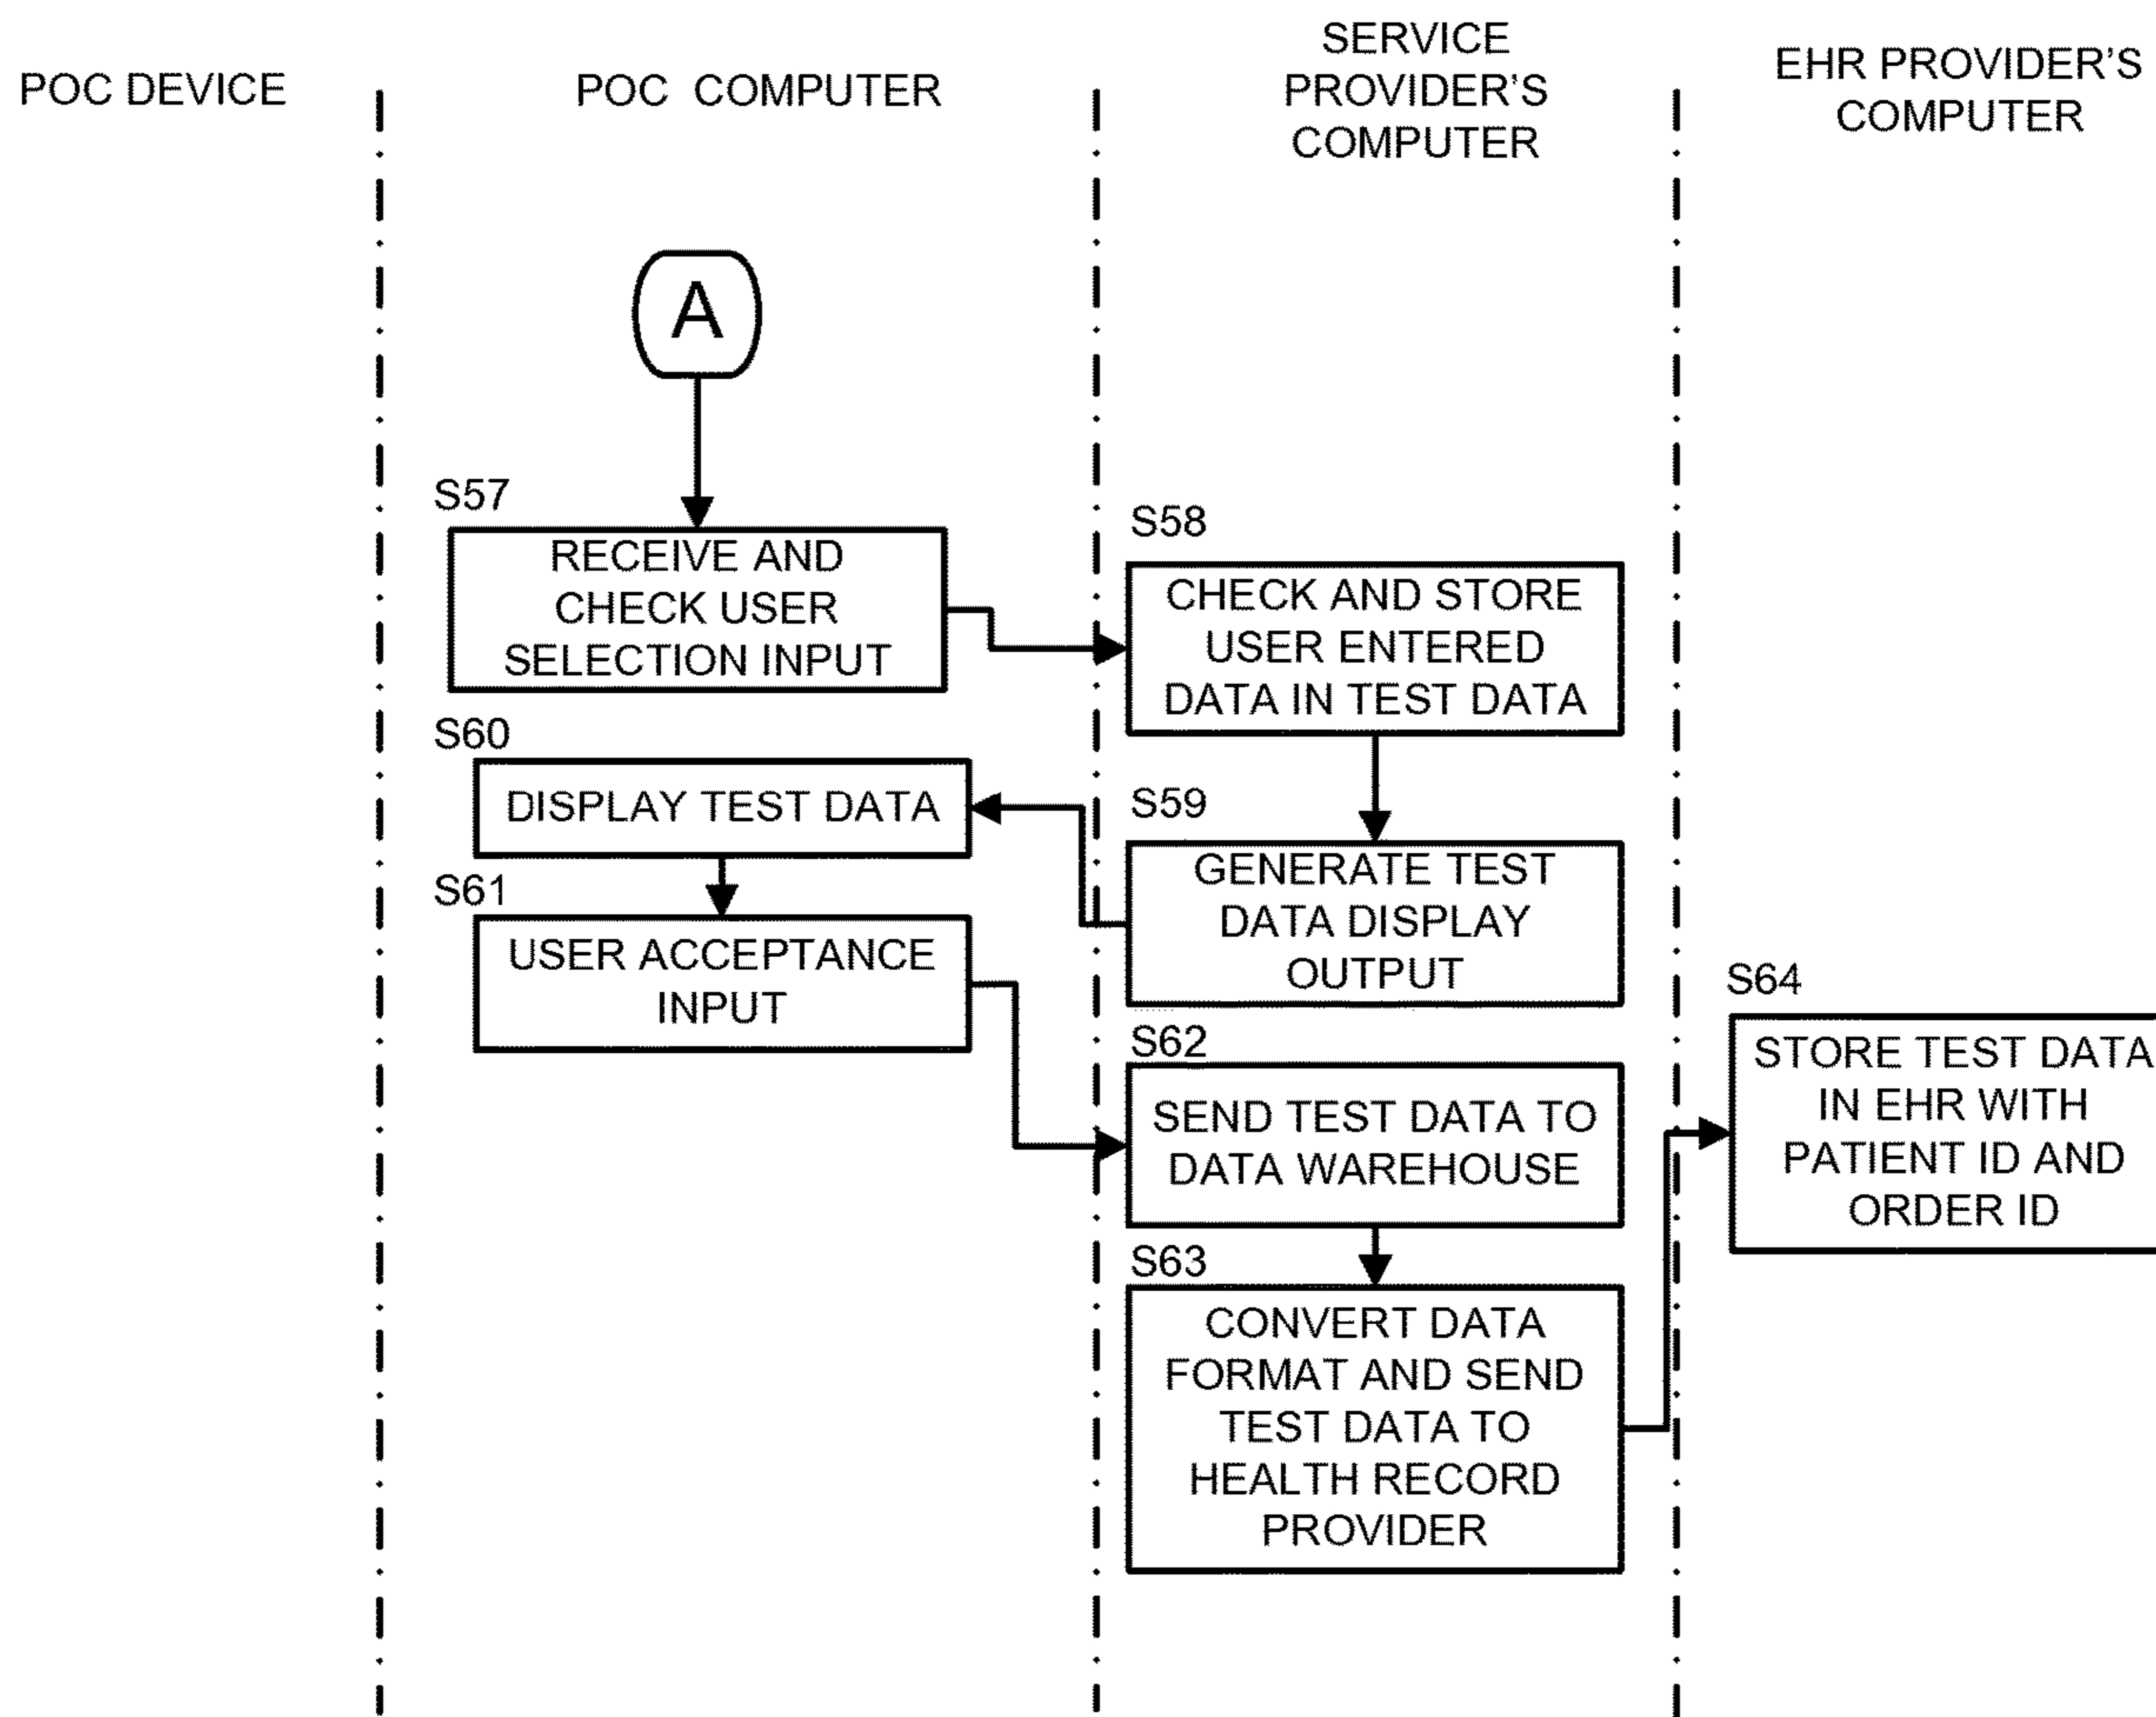 POC DEVICE
POC COMPUTER
SERVICE
PROVIDER'S
COMPUTER
EHR PROVIDER'S
COMPUTER
A
S57
RECEIVE AND
CHECK USER
SELECTION INPUT
S58
CHECK AND STORE
USER ENTERED
DATA IN TEST DATA
S60
DISPLAY TEST DATA
S59
GENERATE TEST
DATA DISPLAY
OUTPUT
S61
USER ACCEPTANCE
INPUT
S62
SEND TEST DATA TO
DATA WAREHOUSE
S64
STORE TEST DATA
IN EHR WITH
PATIENT ID AND
ORDER ID
S63
CONVERT DATA
FORMAT AND SEND
TEST DATA TO
HEALTH RECORD
PROVIDER